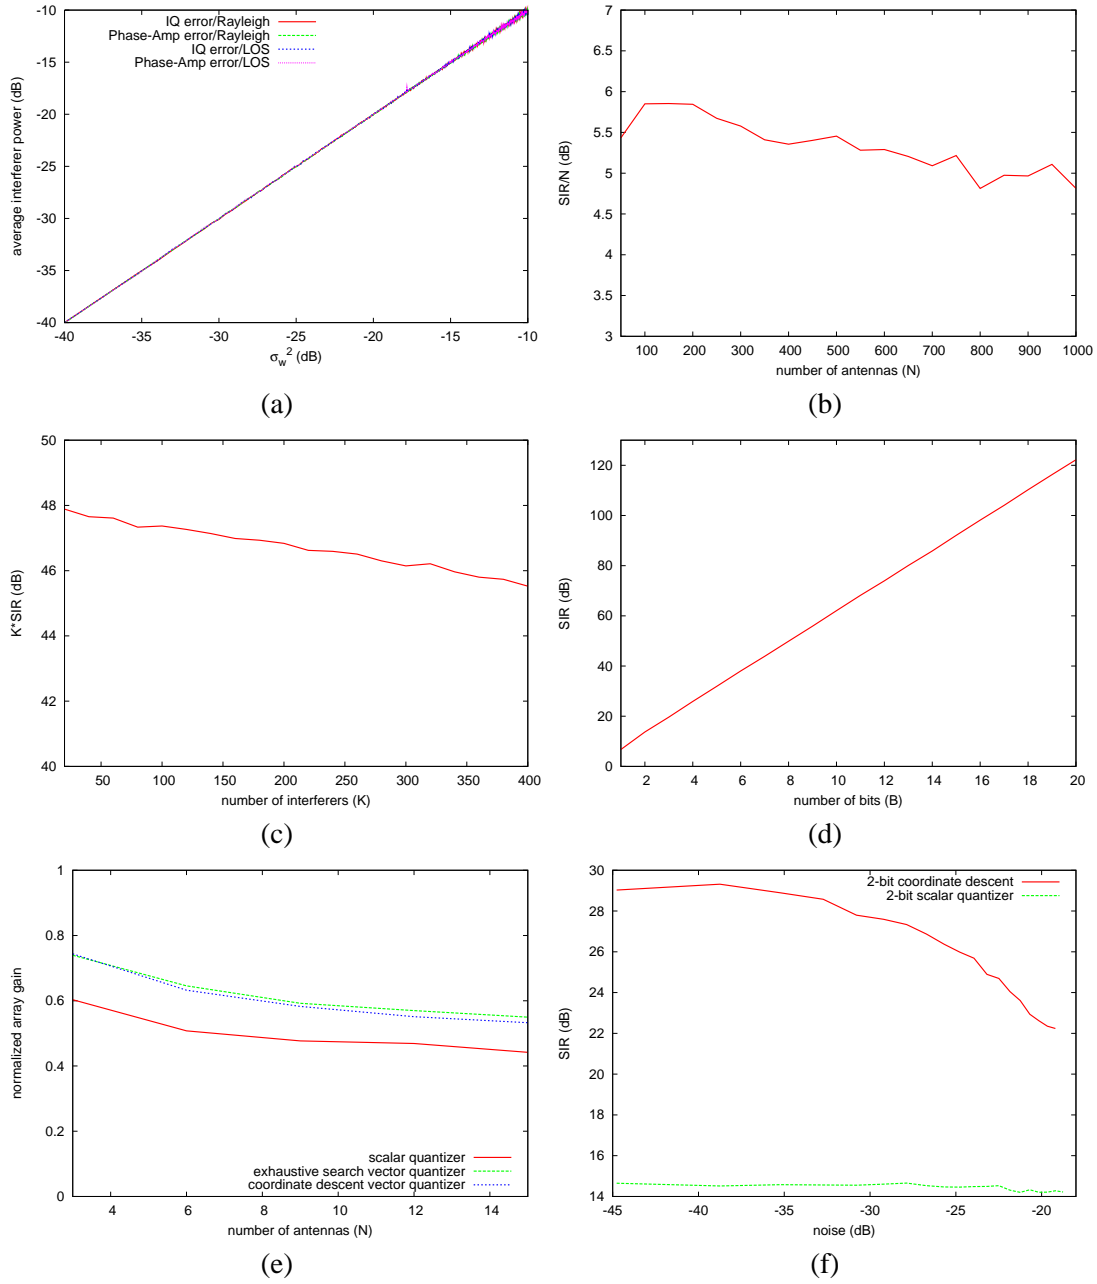 IQ error/Rayleigh
Phase-Amp error/Rayleigh
IQ error/LOS
Phase-Amp error/LOS
average interferer power (dB)
-10
-15
-20
-25
-30
-35
-40
-40 -35 -30 -25 -20 -15 -10
σw² (dB)
(a)
SIR/N (dB)
7
6.5
6
5.5
5
4.5
4
3.5
3
100 200 300 400 500 600 700 800 900 1000
number of antennas (N)
(b)
K*SIR (dB)
50
48
46
44
42
40
50 100 150 200 250 300 350 400
number of interferers (K)
(c)
SIR (dB)
120
100
80
60
40
20
0
2 4 6 8 10 12 14 16 18 20
number of bits (B)
(d)
normalized array gain
1
0.8
0.6
0.4
0.2
0
scalar quantizer
exhaustive search vector quantizer
coordinate descent vector quantizer
4 6 8 10 12 14
number of antennas (N)
(e)
2-bit coordinate descent
2-bit scalar quantizer
SIR (dB)
30
28
26
24
22
20
18
16
14
-45 -40 -35 -30 -25 -20
noise (dB)
(f)